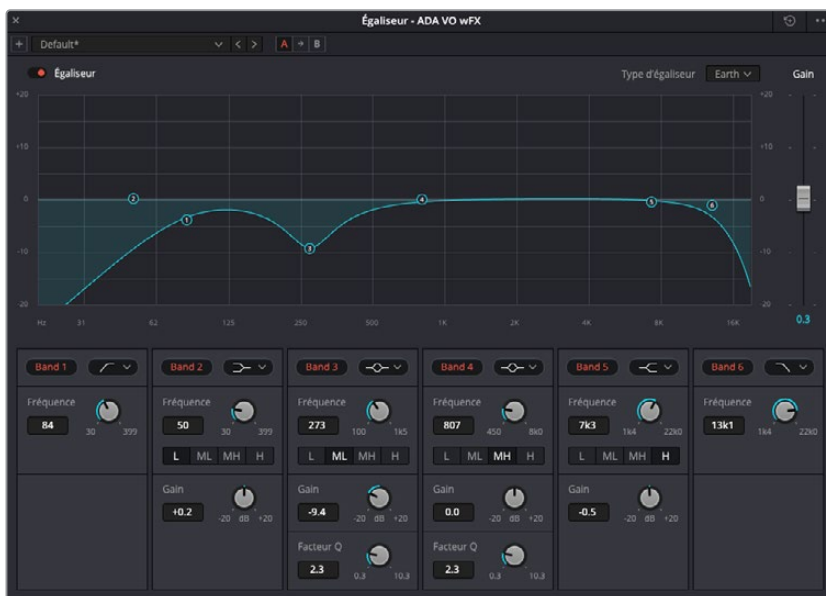 Égaliseur - ADA VO wFX
Default*
A B
Égaliseur
Type d'égaliseur Earth Gain
+20 +20
+10 +10
0 0
-10 -10
-20 -20
2 1 3 4 5 6
Hz 31 62 125 250 500 1K 2K 4K 8K 16K 0.3
Band 1 Band 2 Band 3 Band 4 Band 5 Band 6
Fréquence Fréquence Fréquence Fréquence Fréquence Fréquence
84 50 273 807 7k3 13k1
30 399 30 399 100 1k5 450 8k0 1k4 22k0 1k4 22k0
L ML MH H L ML MH H L ML MH H L ML MH H
Gain Gain Gain Gain
+0.2 -9.4 0.0 -0.5
-20 dB +20 -20 dB +20 -20 dB +20 -20 dB +20
Facteur Q Facteur Q
2.3 2.3
0.3 10.3 0.3 10.3